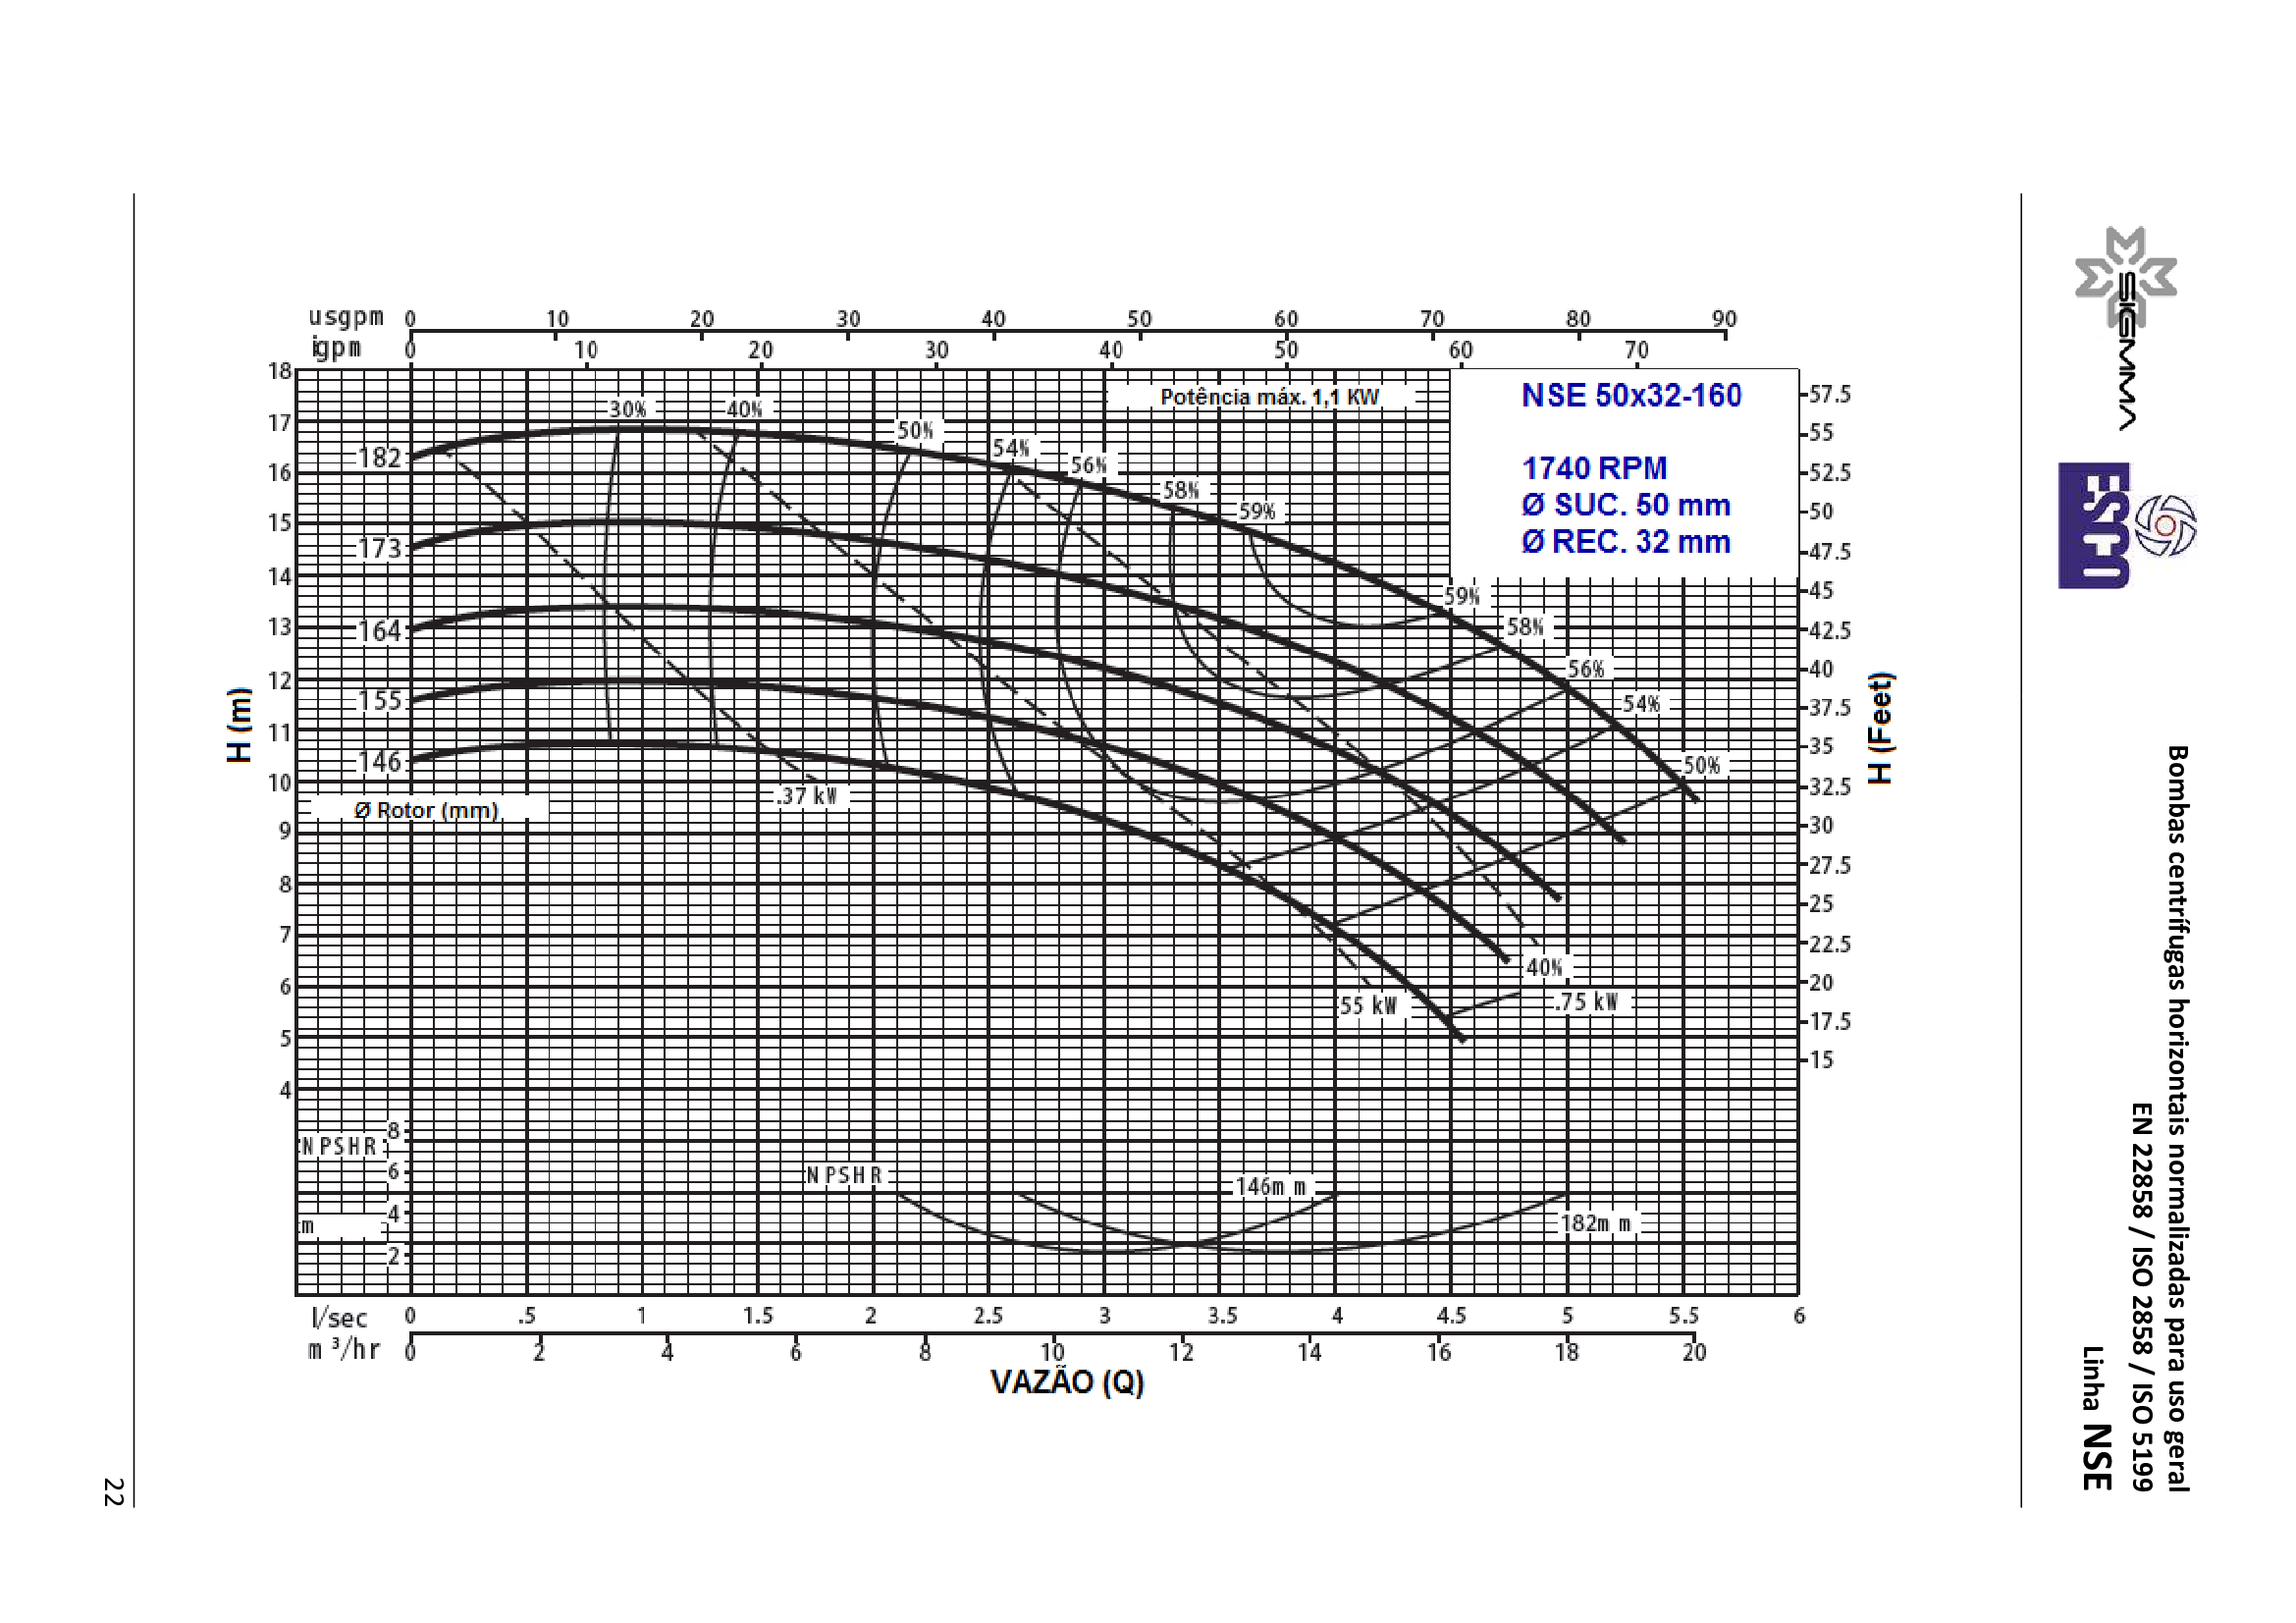 usgpm 0 10 20 30 40 50 60 70 80 90
igpm 0 10 20 30 40 50 60 70
Potência máx. 1,1 KW
NSE 50x32-160
1740 RPM
Ø SUC. 50 mm
Ø REC. 32 mm
H (m)
18
17
16
15
14
13
12
11
10
9
8
7
6
5
4
182
173
164
155
146
Ø Rotor (mm)
30%
40%
50%
54%
56%
58%
59%
59%
58%
56%
54%
50%
40%
.37 kW
55 kW
.75 kW
57.5
55
52.5
50
47.5
45
42.5
40
37.5
35
32.5
30
27.5
25
22.5
20
17.5
15
H (Feet)
NPSHR
m
8
6
4
2
NPSHR
146mm
182mm
l/sec 0 .5 1 1.5 2 2.5 3 3.5 4 4.5 5 5.5 6
m³/hr 0 2 4 6 8 10 12 14 16 18 20
VAZÃO (Q)
SIGMMA
ESCO
Bombas centrífugas horizontais normalizadas para uso geral
EN 22858 / ISO 2858 / ISO 5199
Linha NSE
22